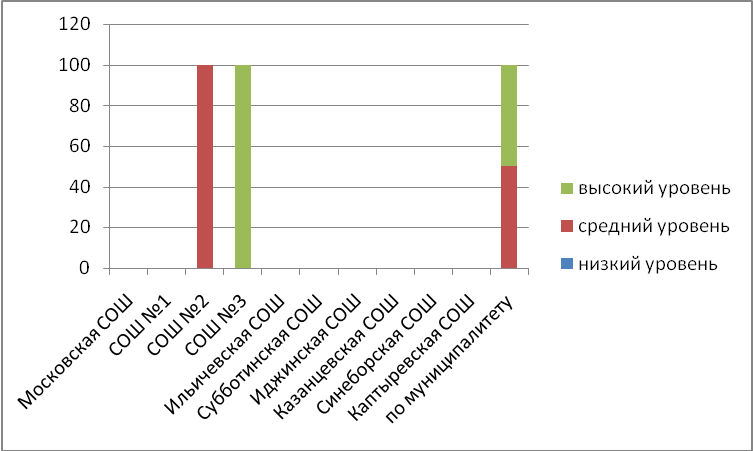 120
100
80
60
40
20
0
высокий уровень
средний уровень
низкий уровень
Московская СОШ
СОШ №1
СОШ №2
СОШ №3
Ильичевская СОШ
Субботинская СОШ
Иджинская СОШ
Казанцевская СОШ
Синеборская СОШ
Каптыревская СОШ
по муниципалитету